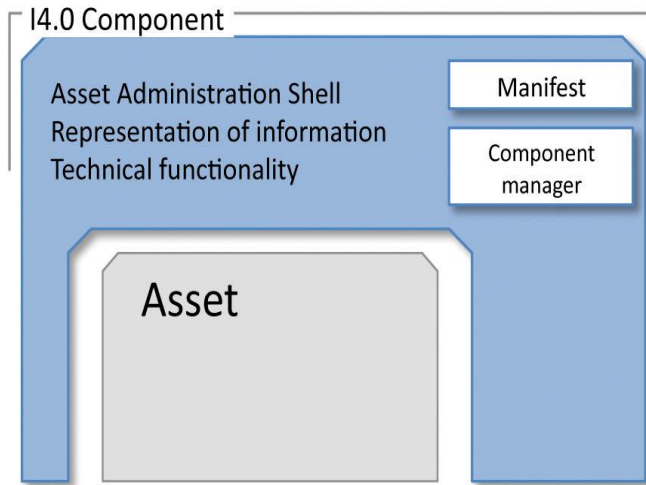 I4.0 Component
Asset Administration Shell
Representation of information
Technical functionality
Manifest
Component
manager
Asset